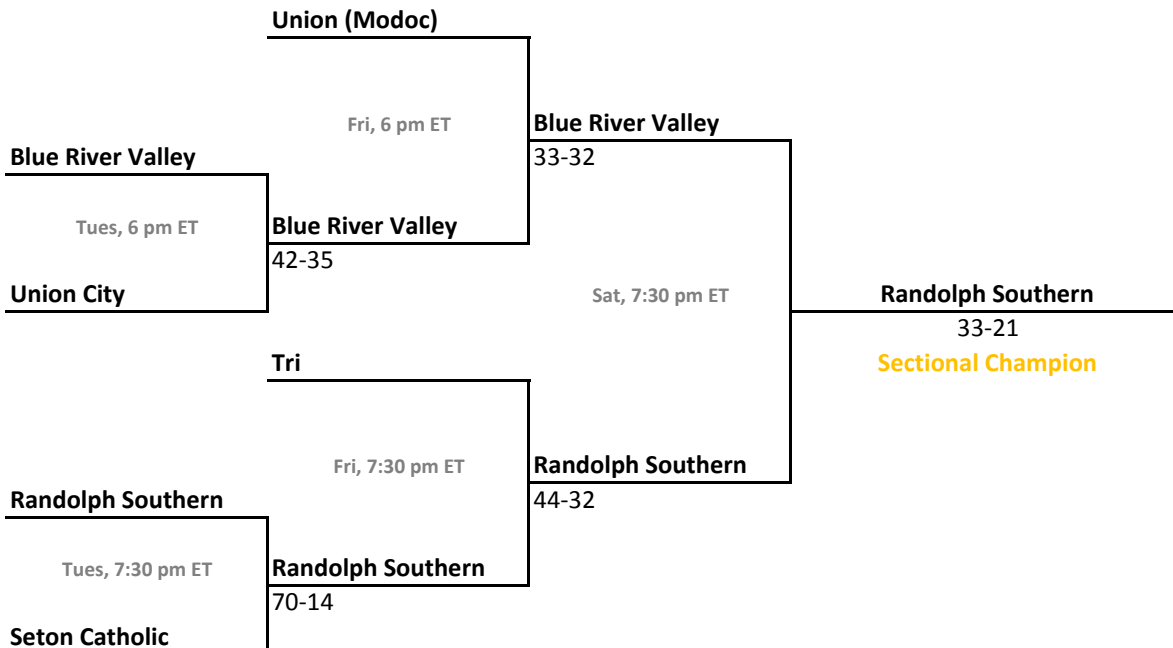 Union (Modoc)
Fri, 6 pm ET
Blue River Valley
Blue River Valley
33-32
Tues, 6 pm ET
Blue River Valley
42-35
Union City
Sat, 7:30 pm ET
Randolph Southern
33-21
Tri
Sectional Champion
Fri, 7:30 pm ET
Randolph Southern
Randolph Southern
44-32
Tues, 7:30 pm ET
Randolph Southern
70-14
Seton Catholic